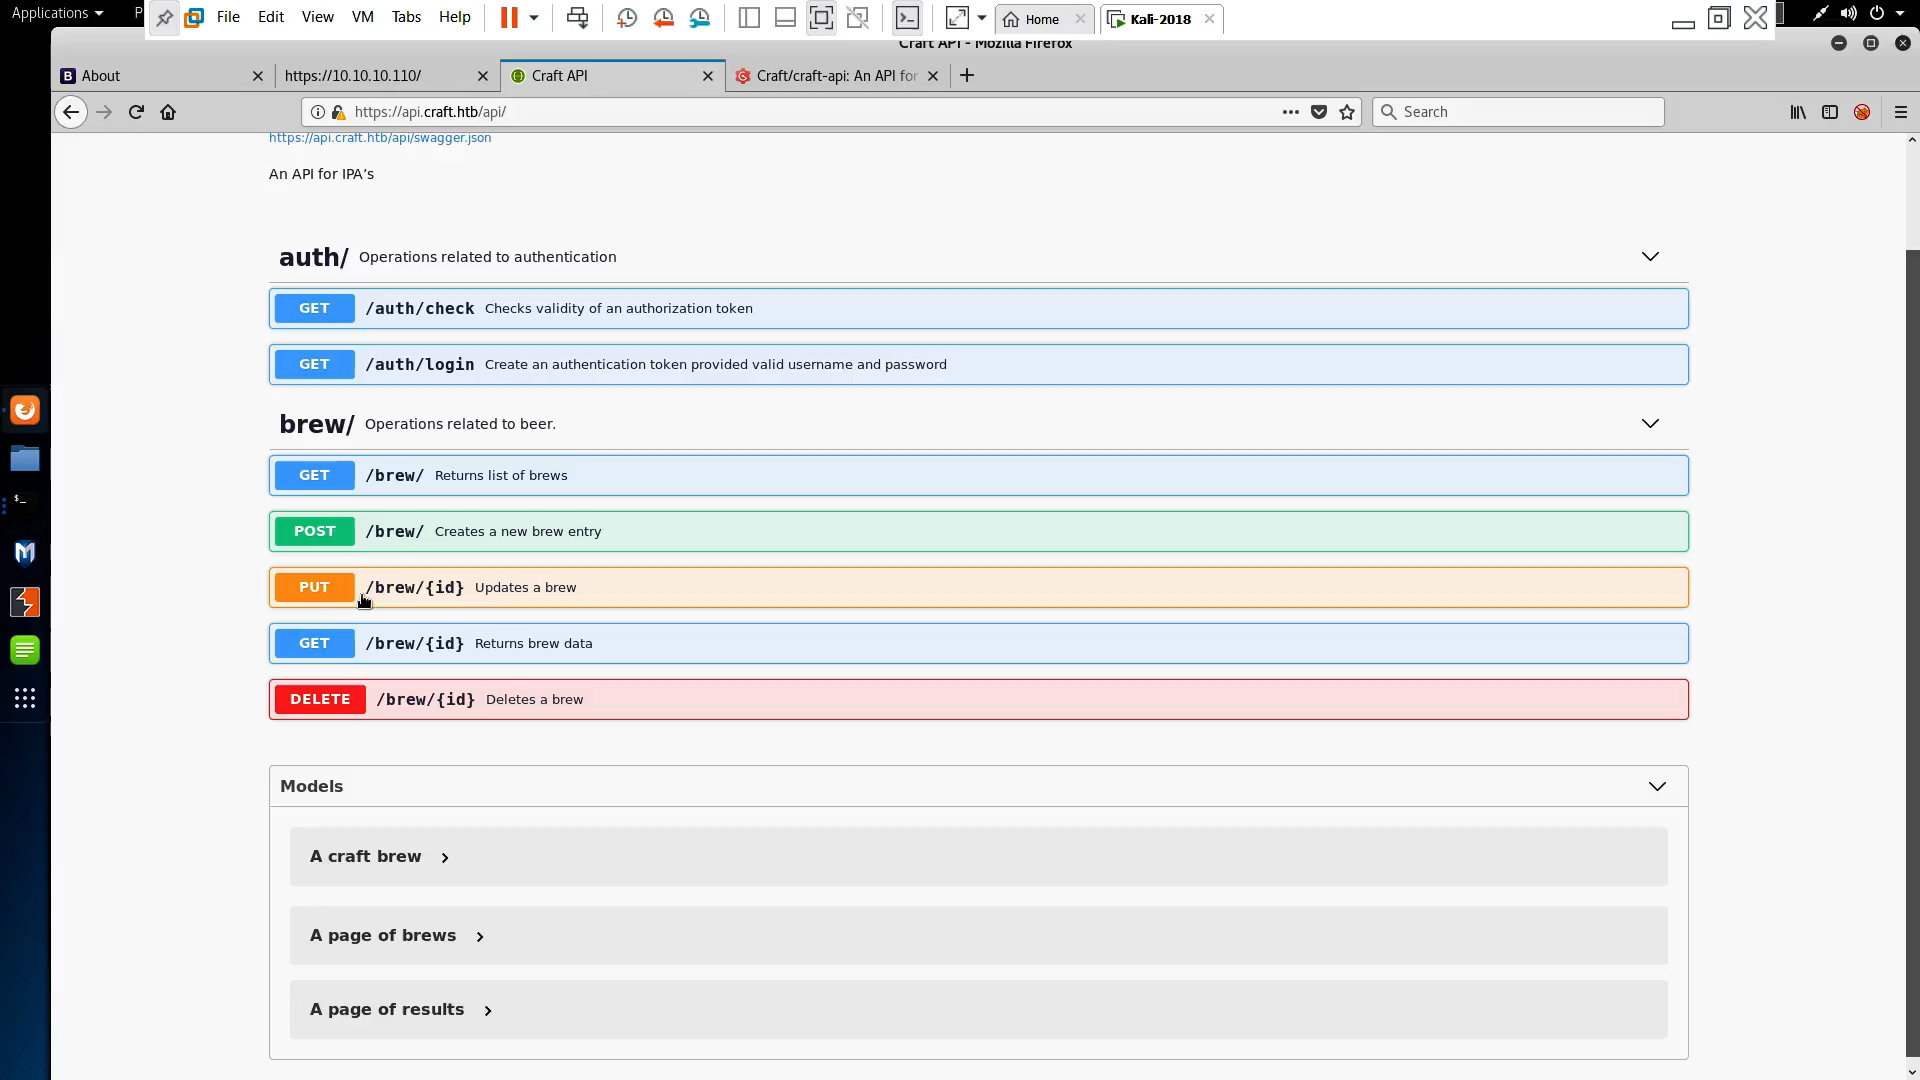 Applications
P
File Edit View VM Tabs Help
Home
Kali-2018
Craft API - Mozilla Firefox
About
https://10.10.10.110/
Craft API
Craft/craft-api: An API for
https://api.craft.htb/api/
Search
https://api.craft.htb/api/swagger.json
An API for IPA’s
auth/ Operations related to authentication
GET /auth/check Checks validity of an authorization token
GET /auth/login Create an authentication token provided valid username and password
brew/ Operations related to beer.
GET /brew/ Returns list of brews
POST /brew/ Creates a new brew entry
PUT /brew/{id} Updates a brew
GET /brew/{id} Returns brew data
DELETE /brew/{id} Deletes a brew
Models
A craft brew
A page of brews
A page of results